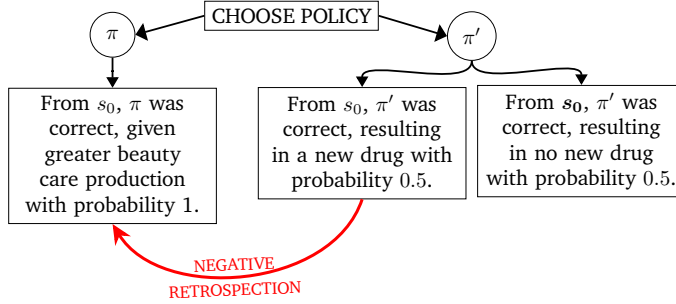 CHOOSE POLICY
π
π′
From s₀, π was
correct, given
greater beauty
care production
with probability 1.
From s₀, π′ was
correct, resulting
in a new drug with
probability 0.5.
From s₀, π′ was
correct, resulting
in no new drug
with probability 0.5.
NEGATIVE
RETROSPECTION